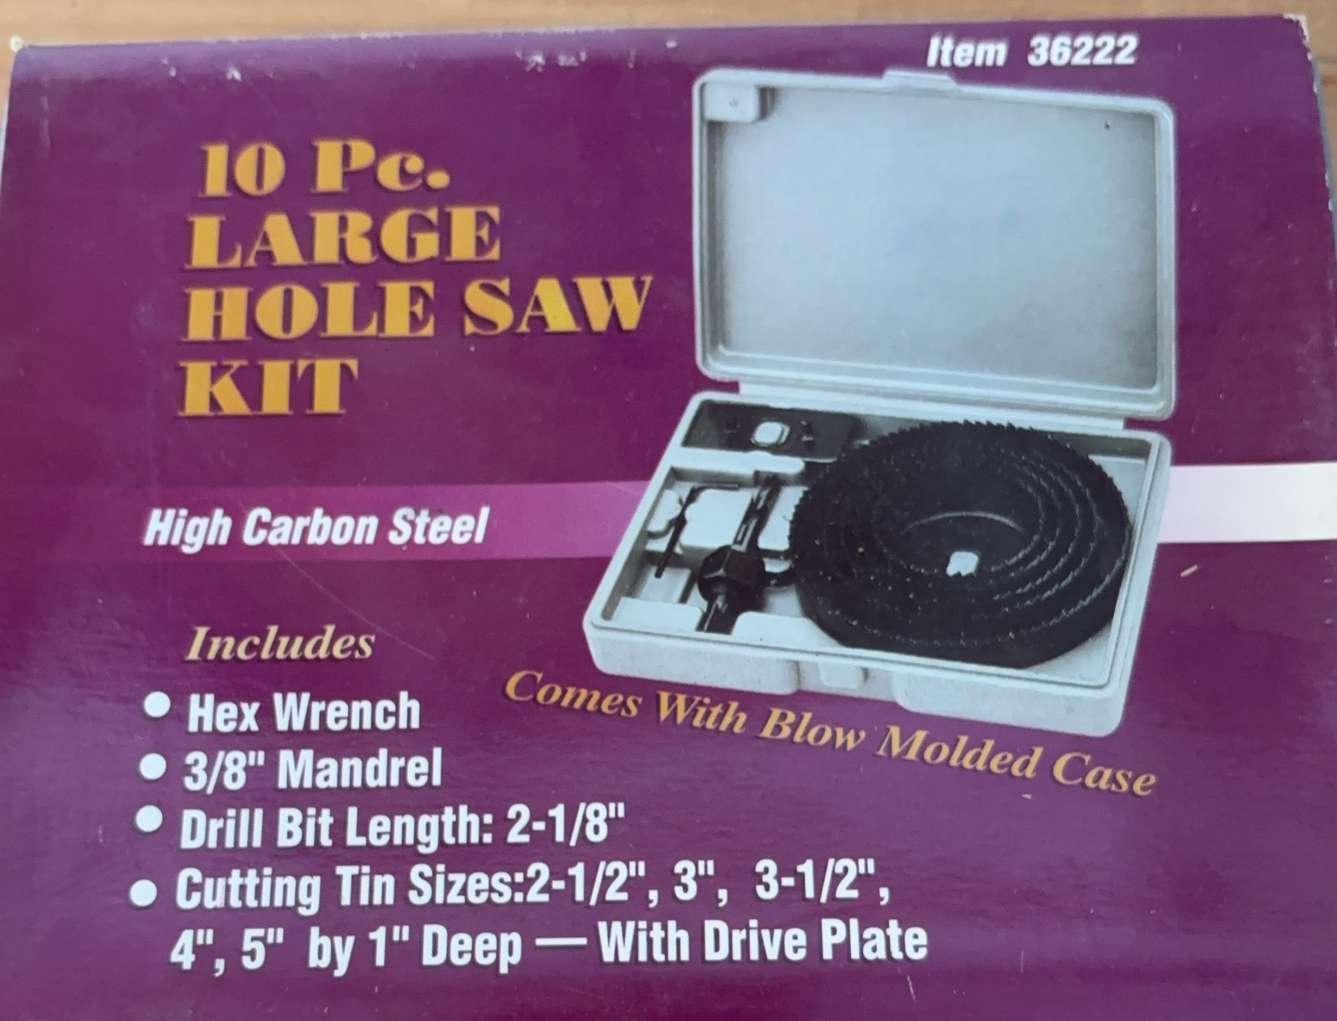 Item 36222
10 Pc.
LARGE
HOLE SAW
KIT
High Carbon Steel
Includes
Comes With Blow Molded Case
● Hex Wrench
● 3/8" Mandrel
● Drill Bit Length: 2-1/8"
● Cutting Tin Sizes:2-1/2", 3", 3-1/2",
4", 5" by 1" Deep — With Drive Plate